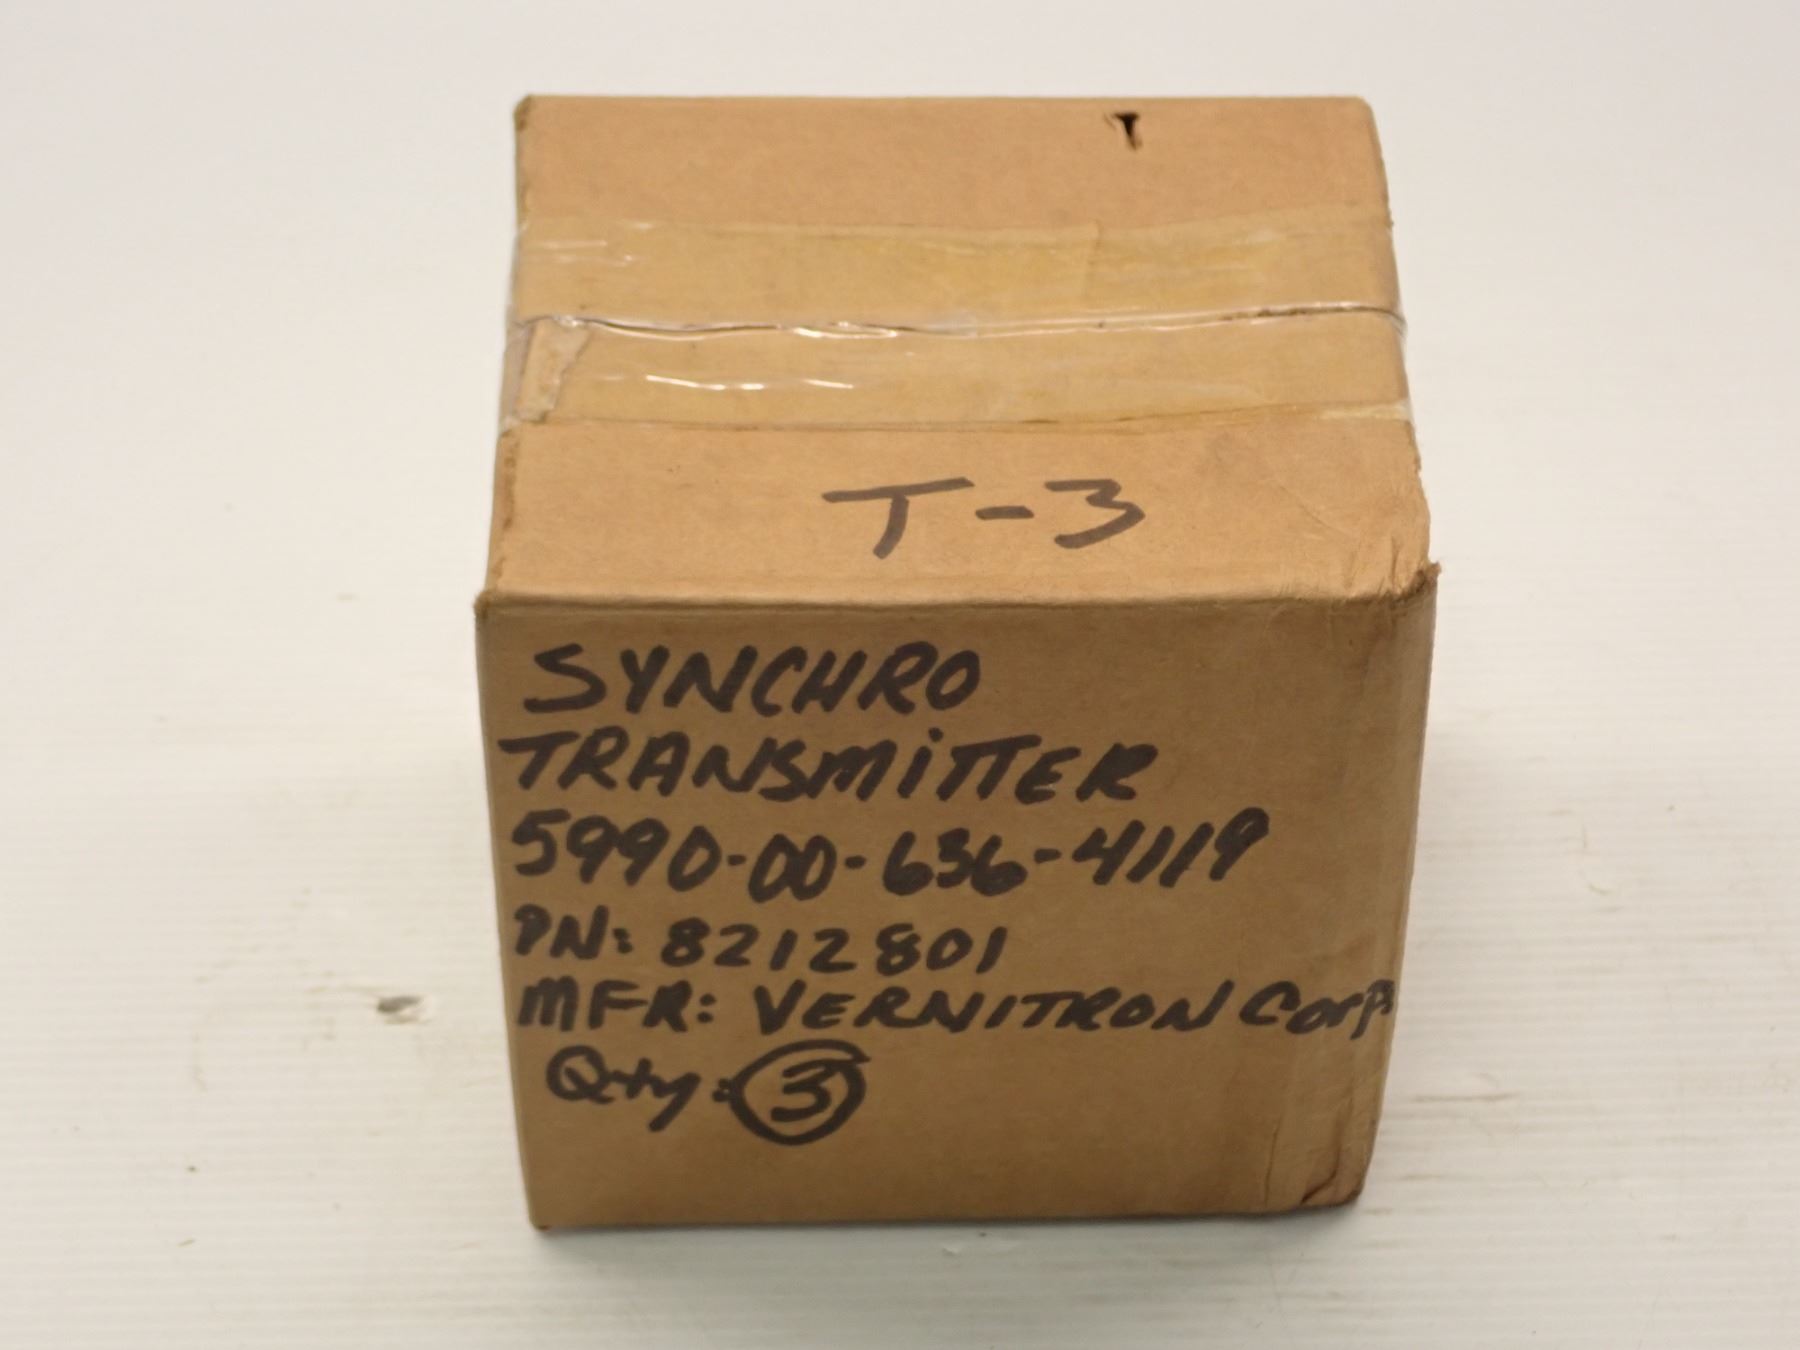 T-3
SYNCHRO
TRANSMiTTER
5990-00-636-4119
PN: 8212801
MFR: VERNITRON Corp.
Qty: 3